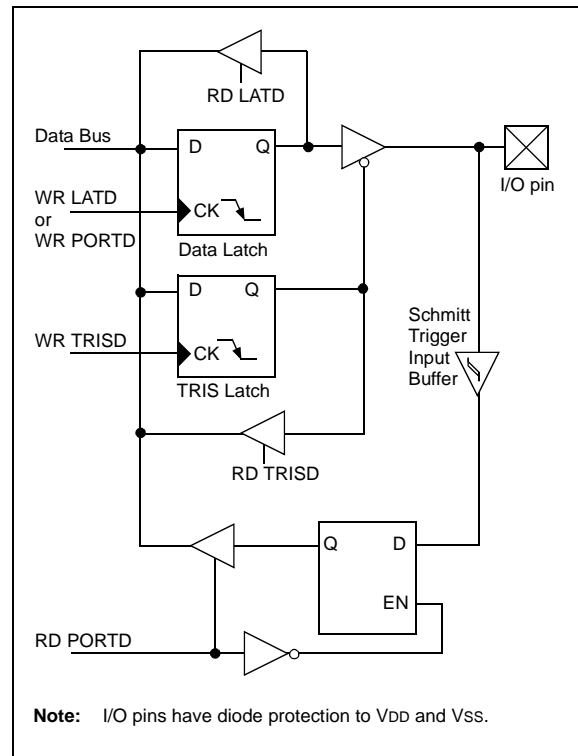 RD LATD
Data Bus
D Q
I/O pin
WR LATD
or
WR PORTD
CK
Data Latch
D Q
WR TRISD
CK
TRIS Latch
Schmitt
Trigger
Input
Buffer
RD TRISD
Q D
EN
RD PORTD
Note: I/O pins have diode protection to VDD and VSS.